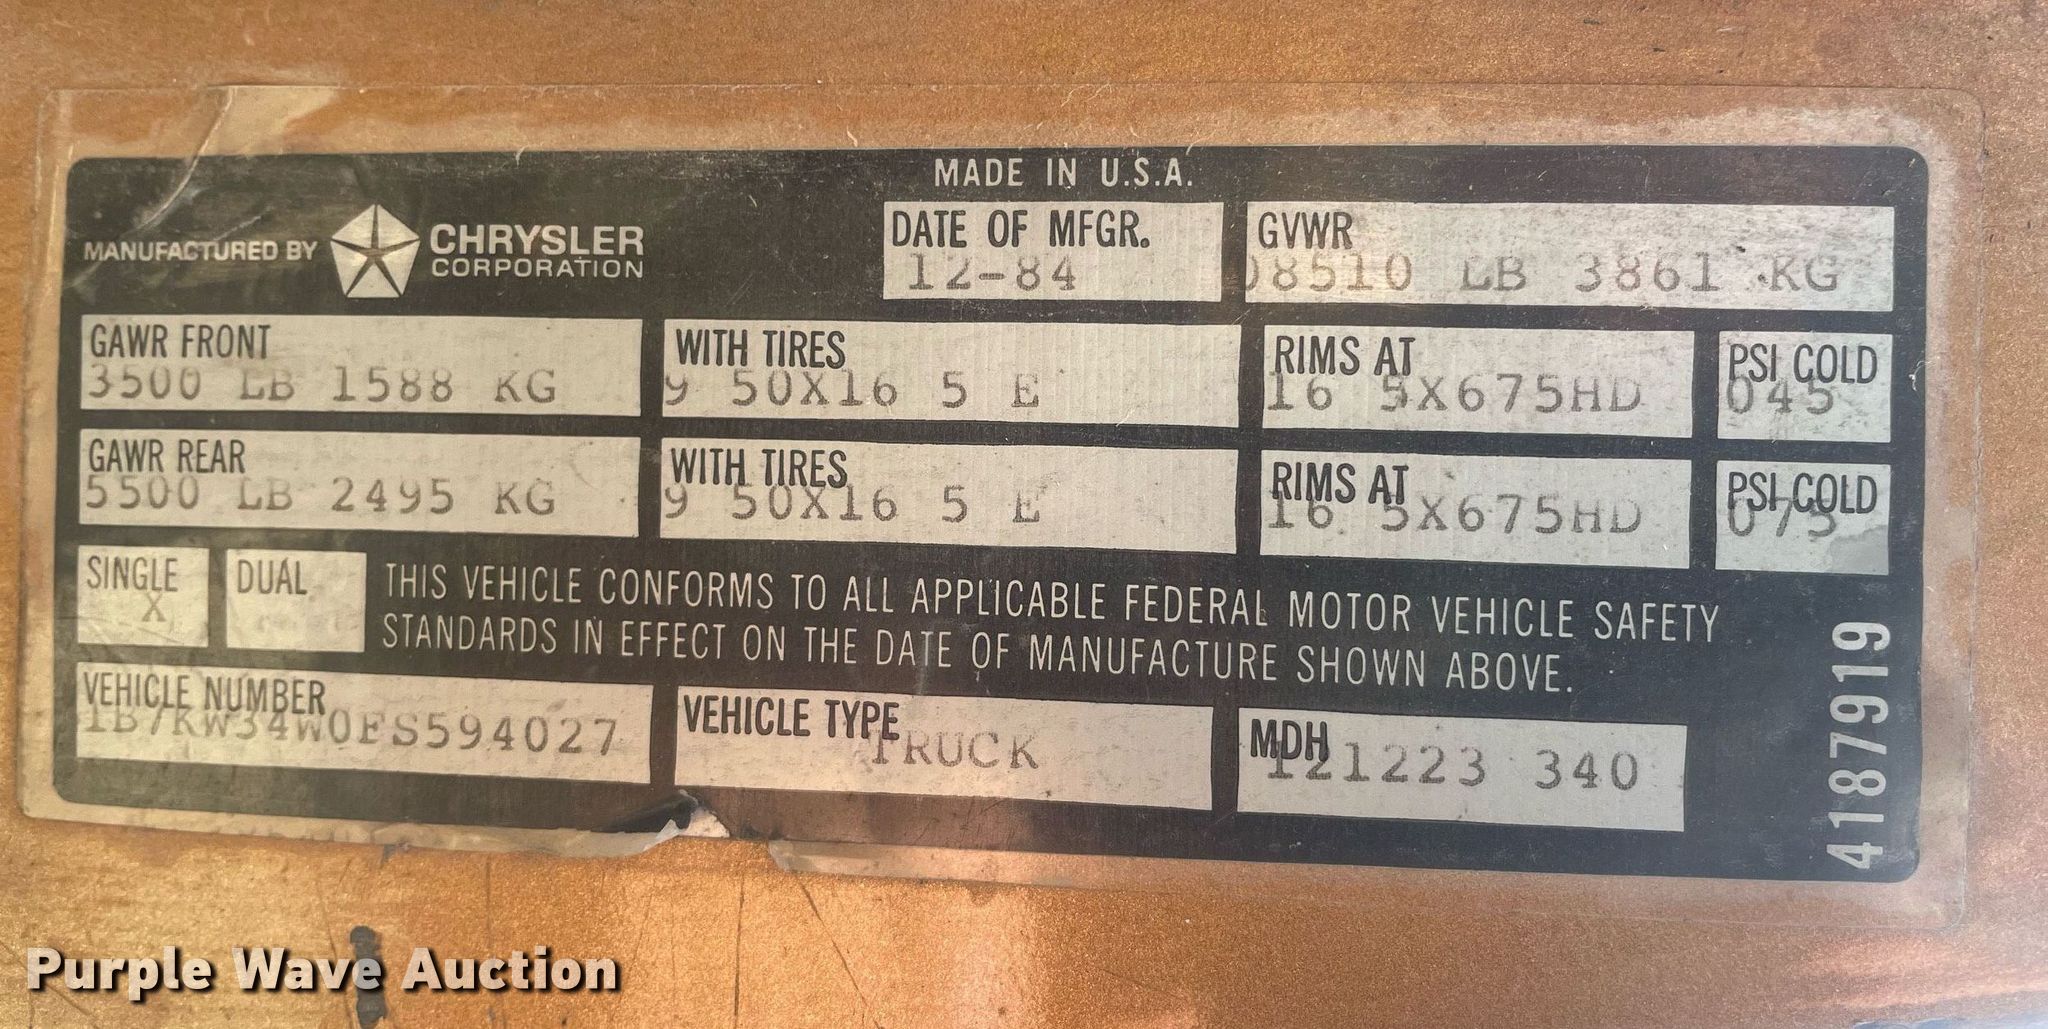 MADE IN U.S.A.
MANUFACTURED BY CHRYSLER CORPORATION
DATE OF MFGR.
12-84
GVWR
08510 LB 3861 KG
GAWR FRONT
3500 LB 1588 KG
WITH TIRES
9 50X16 5 E
RIMS AT
16 5X675HD
PSI COLD
045
GAWR REAR
5500 LB 2495 KG
WITH TIRES
9 50X16 5 E
RIMS AT
16 5X675HD
PSI COLD
075
SINGLE
X
DUAL
THIS VEHICLE CONFORMS TO ALL APPLICABLE FEDERAL MOTOR VEHICLE SAFETY
STANDARDS IN EFFECT ON THE DATE OF MANUFACTURE SHOWN ABOVE.
VEHICLE NUMBER
1B7KW34W0FS594027
VEHICLE TYPE
TRUCK
MDH
121223 340
4187919
Purple Wave Auction